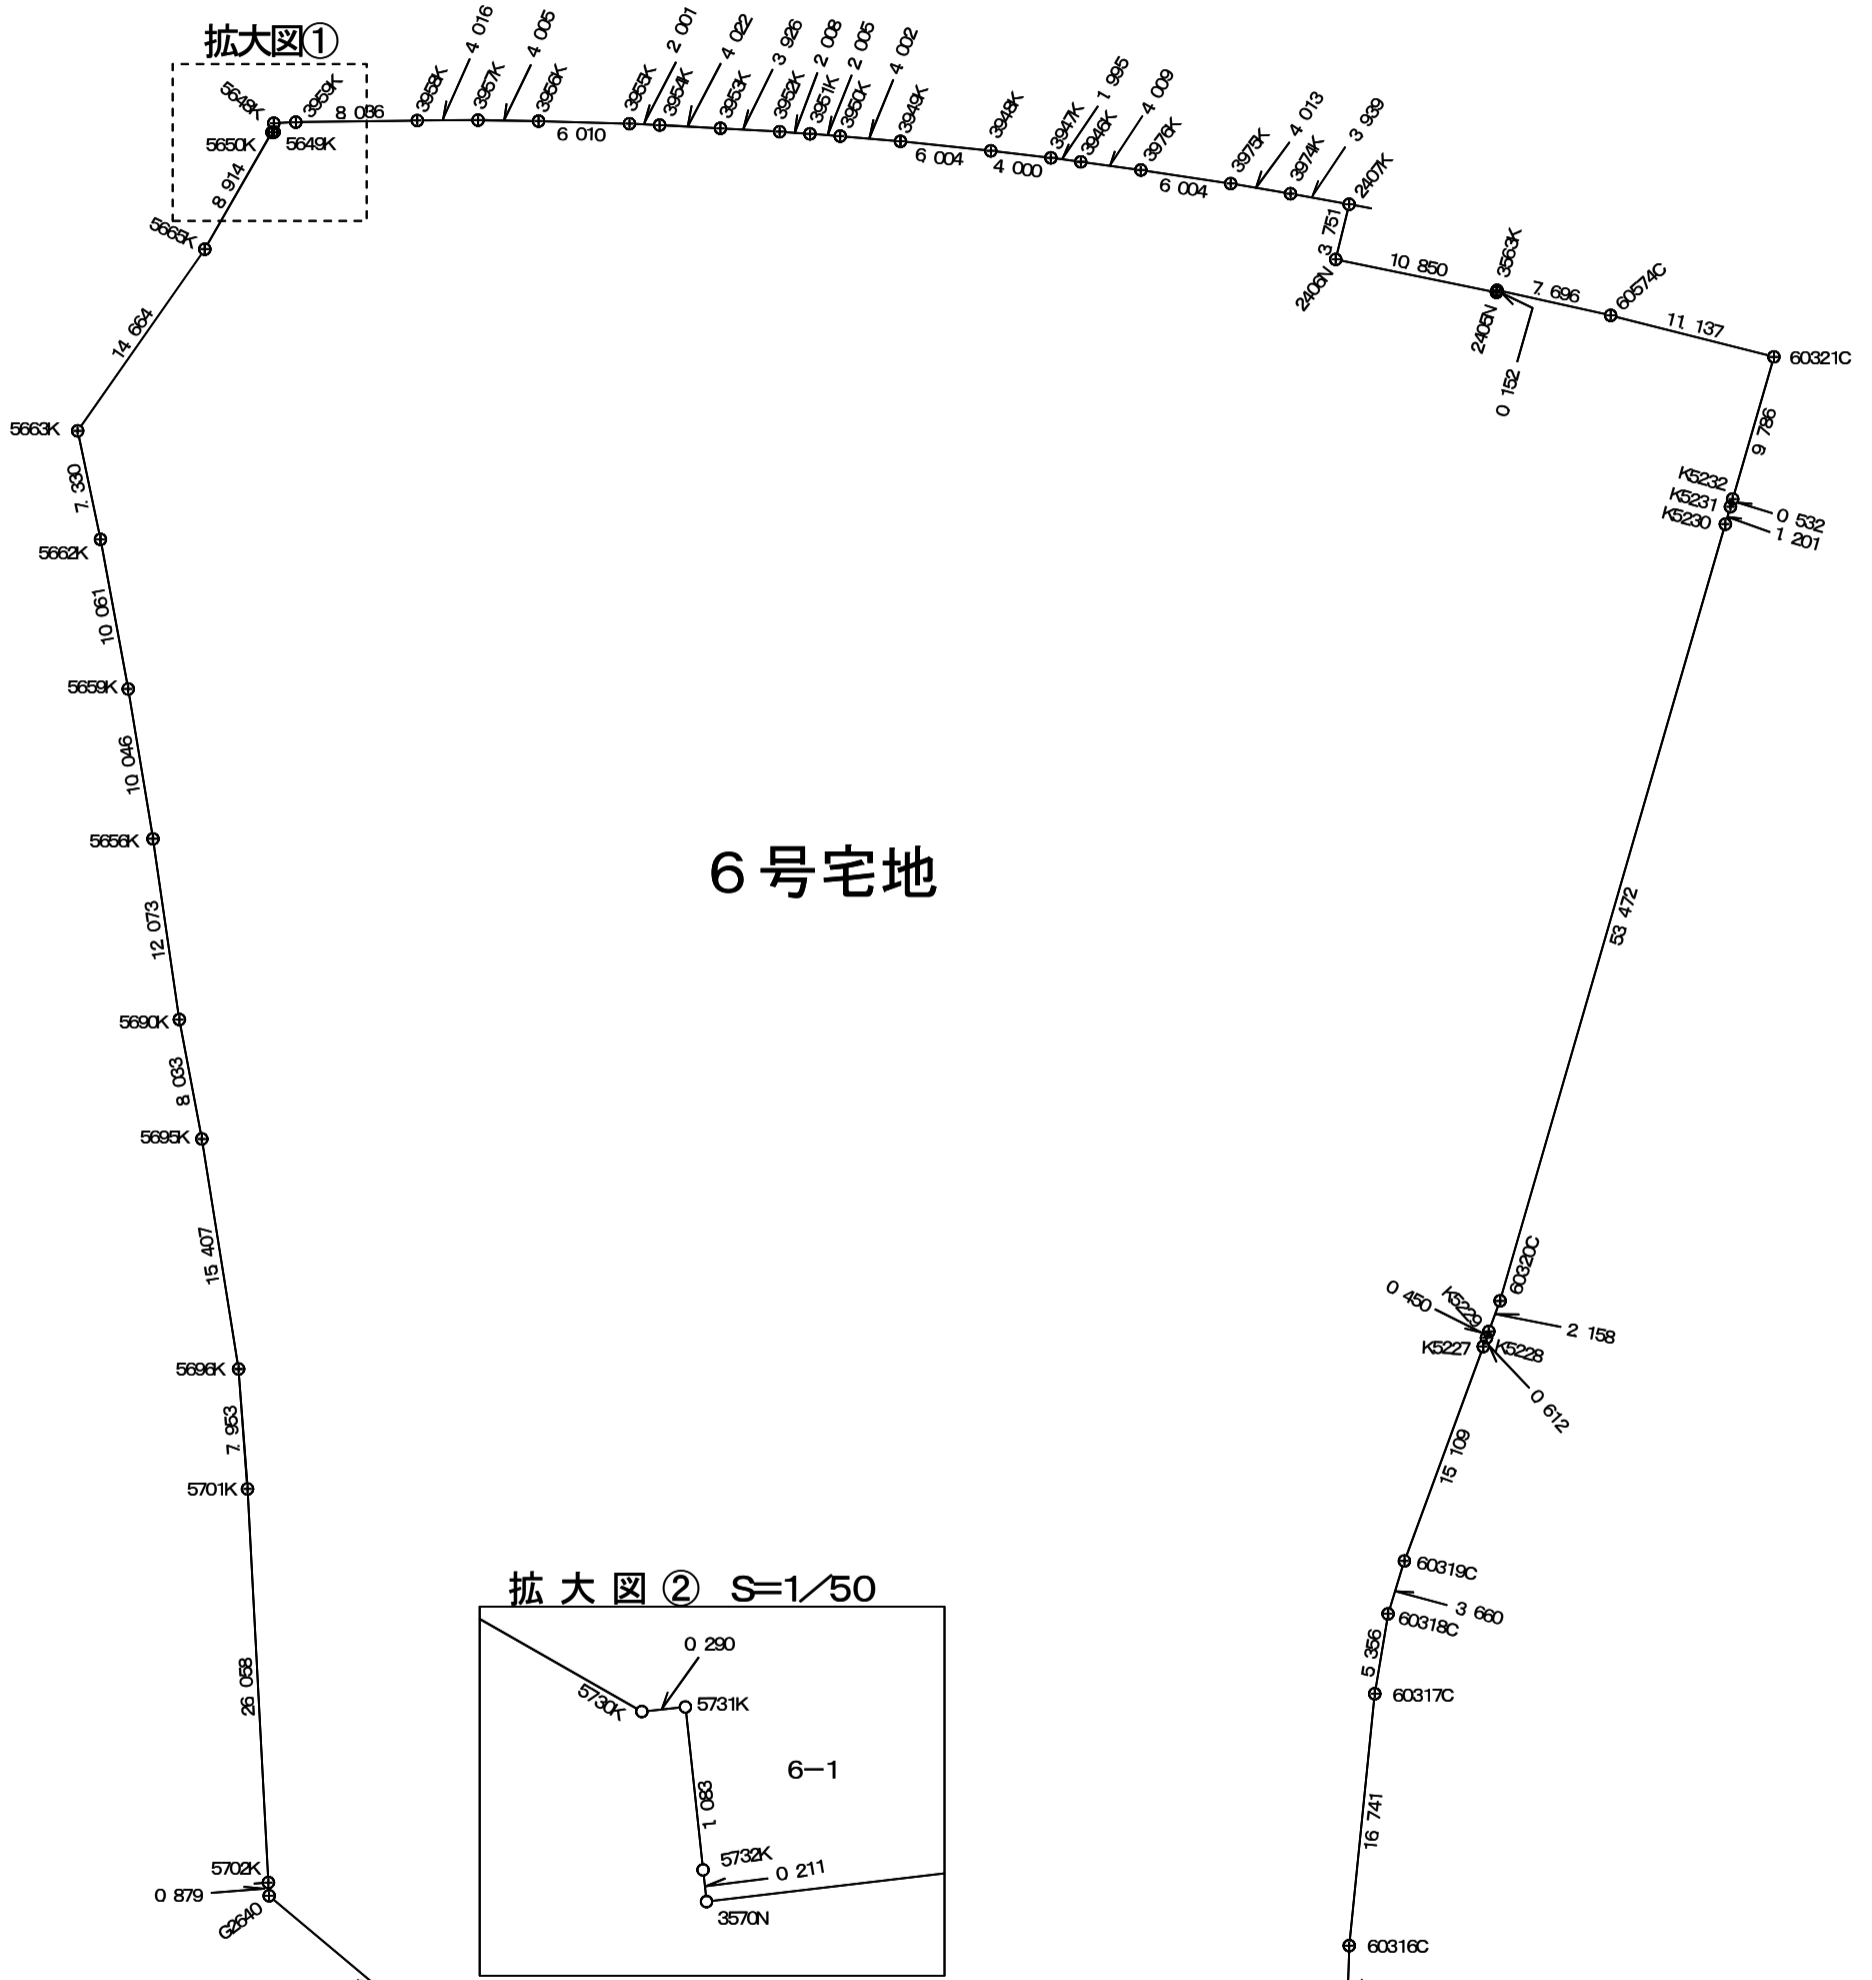 拡大図①
5648K
3959K
5650K
5649K
8.036
3958K
4.016
3957K
4.005
3956K
6.010
3955K
2.001
3954K
4.022
3953K
3.926
3952K
2.008
3951K
2.005
3950K
4.002
3949K
6.004
3948K
4.000
3947K
1.995
3946K
4.009
3976K
6.004
3975K
4.013
3974K
3.939
2407K
3.751
2406N
10.850
3563K
2405N
0.152
7.696
60574C
11.137
60321C
9.786
K5232
K5231
K5230
0.532
1.201
53.472
60320C
2.158
K5229
0.450
K5228
K5227
0.612
15.109
60319C
3.660
60318C
5.356
60317C
16.741
60316C
8.914
5665K
14.664
5663K
7.330
5662K
10.061
5659K
10.046
5656K
12.073
5690K
8.033
5695K
15.407
5696K
7.953
5701K
26.058
5702K
0.879
G2640
6号宅地
拡大図② S=1/50
0.290
5730K
5731K
6-1
1.083
5732K
0.211
3570N